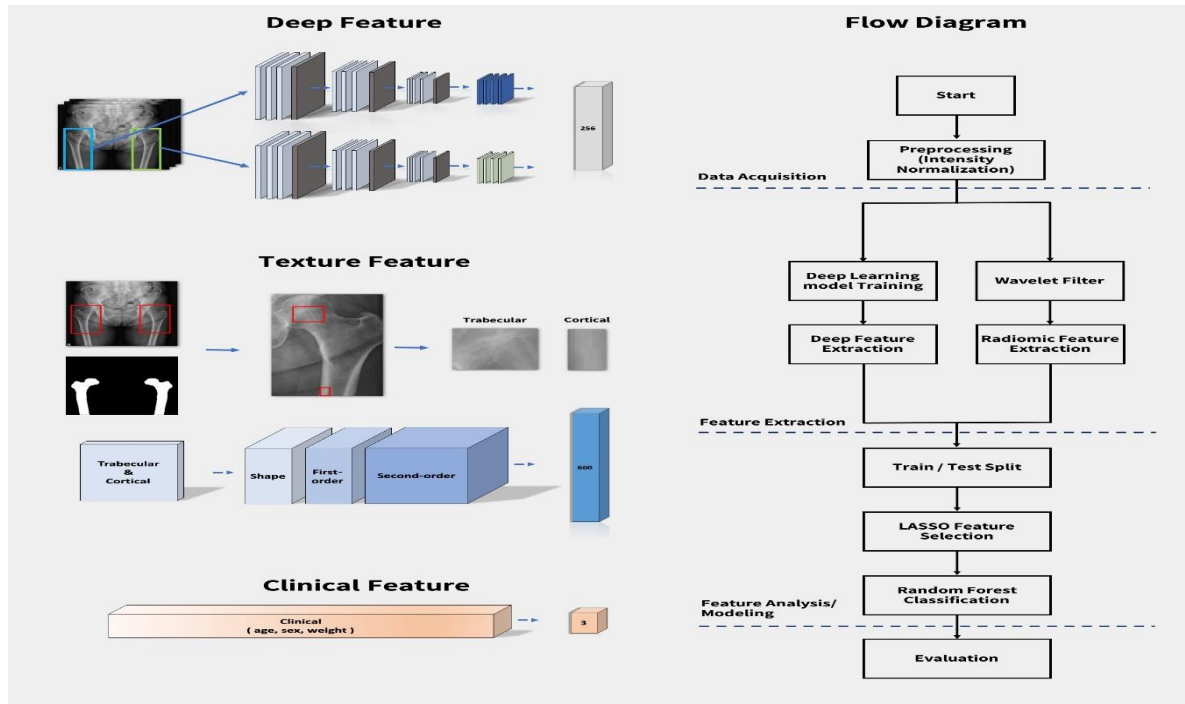 Deep Feature
256
Texture Feature
Trabecular
Cortical
Trabecular
&
Cortical
Shape
First-
order
Second-order
660
Clinical Feature
Clinical
( age, sex, weight )
3
Flow Diagram
Start
Preprocessing
(Intensity
Normalization)
Data Acquisition
Deep Learning
model Training
Wavelet Filter
Deep Feature
Extraction
Radiomic Feature
Extraction
Feature Extraction
Train / Test Split
LASSO Feature
Selection
Random Forest
Classification
Feature Analysis/
Modeling
Evaluation